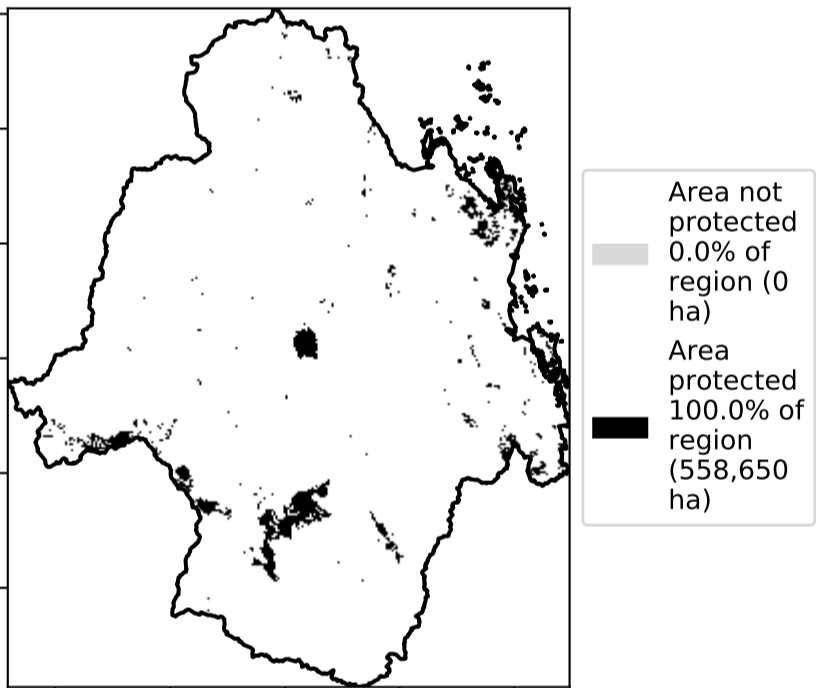 Area not
protected
0.0% of
region (0
ha)
Area
protected
100.0% of
region
(558,650
ha)